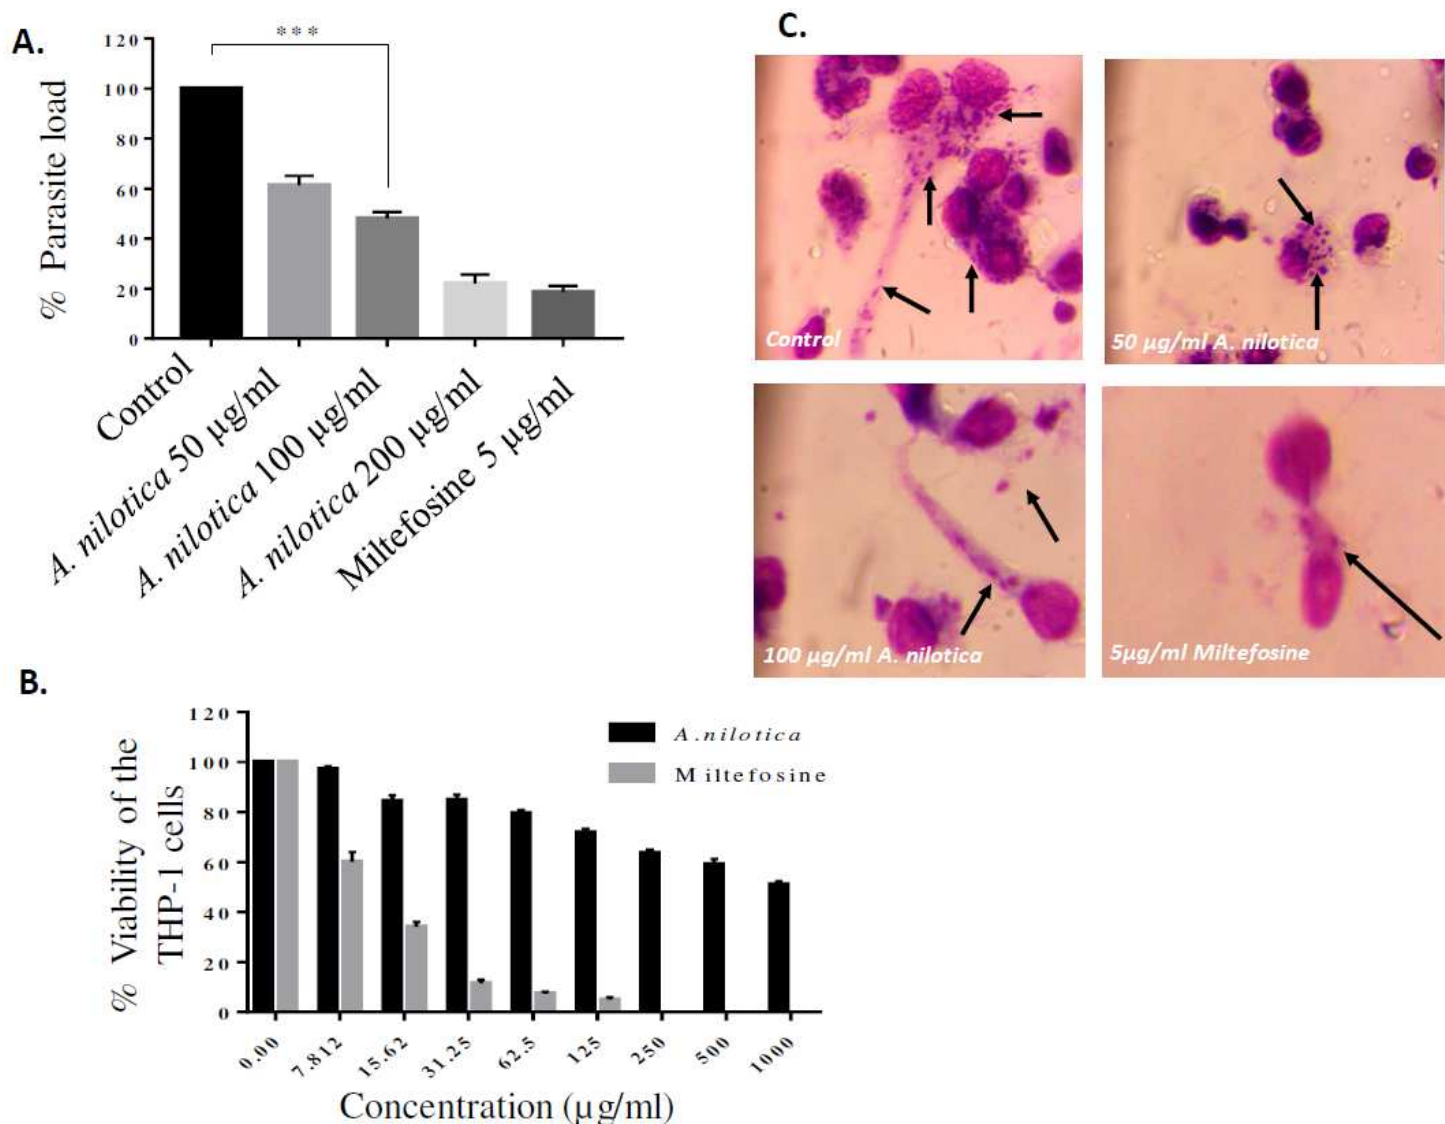 A.
% Parasite load
120
100
80
60
40
20
0
***
Control
A. nilotica 50 µg/ml
A. nilotica 100 µg/ml
A. nilotica 200 µg/ml
Miltefosine 5 µg/ml
B.
% Viability of the
THP-1 cells
120
100
80
60
40
20
0
A.nilotica
Miltefosine
0.00
7.812
15.62
31.25
62.5
125
250
500
1000
Concentration (µg/ml)
C.
Control
50 µg/ml A. nilotica
100 µg/ml A. nilotica
5µg/ml Miltefosine